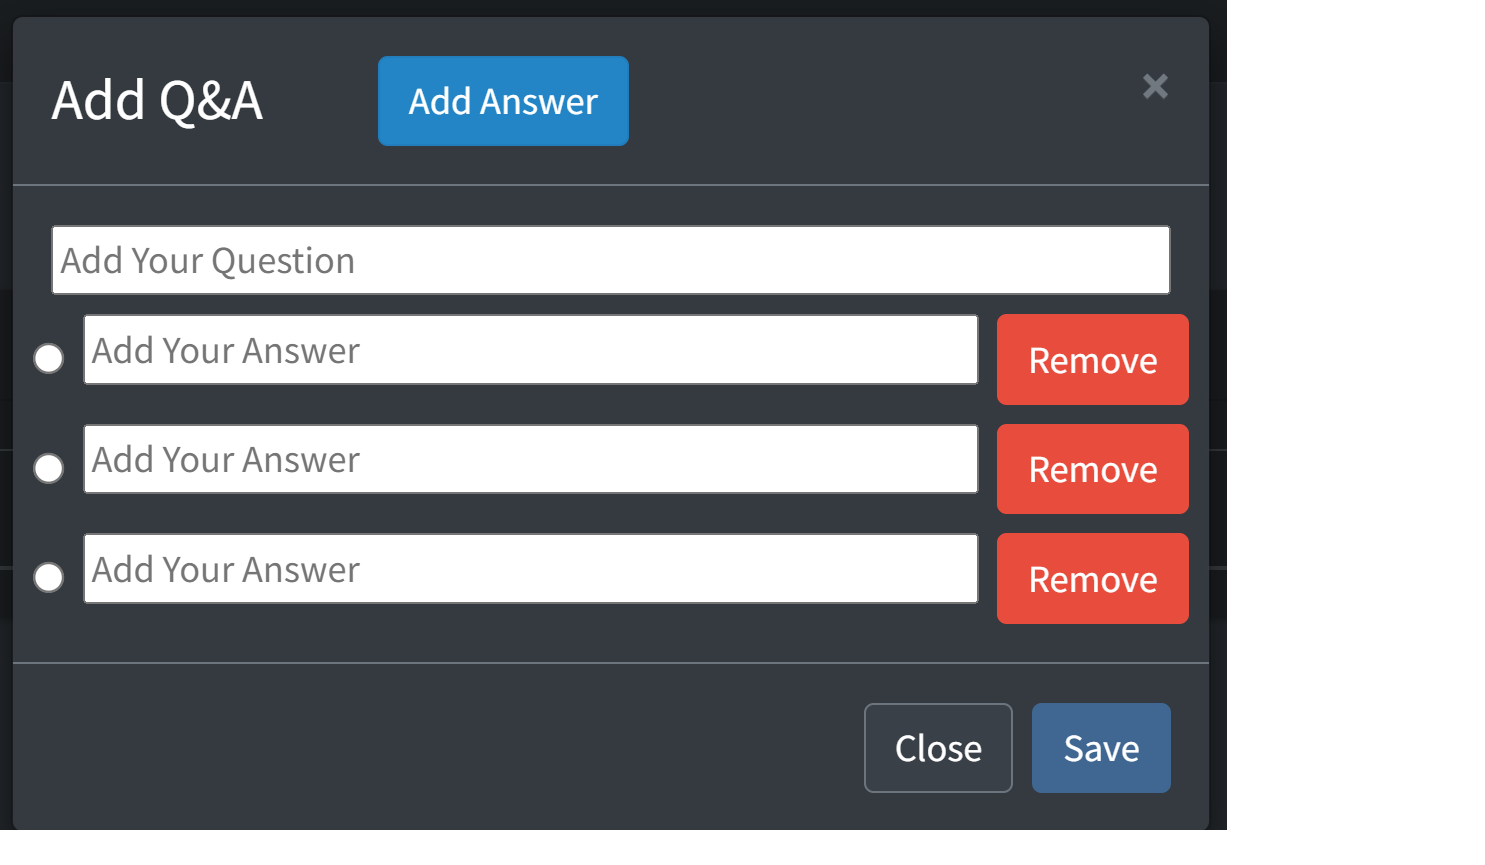 Add Q&A
Add Answer
×
Add Your Question
Add Your Answer
Remove
Add Your Answer
Remove
Add Your Answer
Remove
Close
Save